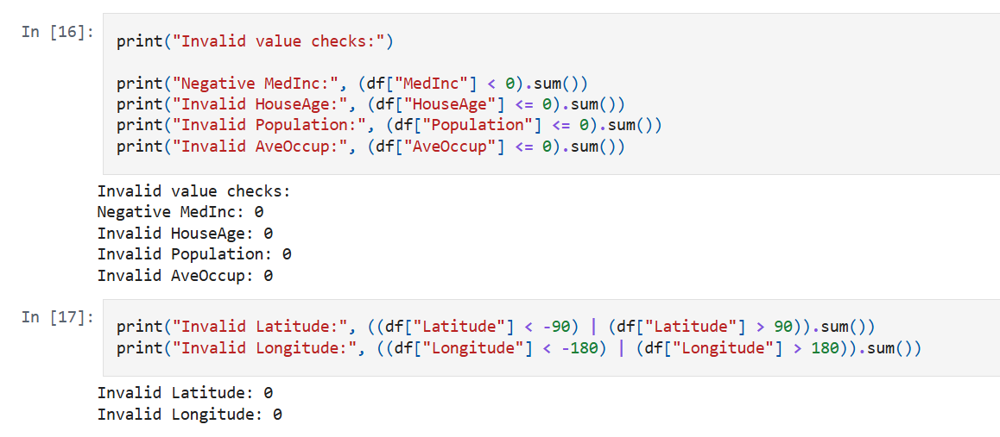 In [16]:
print("Invalid value checks:")
print("Negative MedInc:", (df["MedInc"] < 0).sum())
print("Invalid HouseAge:", (df["HouseAge"] <= 0).sum())
print("Invalid Population:", (df["Population"] <= 0).sum())
print("Invalid AveOccup:", (df["AveOccup"] <= 0).sum())
Invalid value checks:
Negative MedInc: 0
Invalid HouseAge: 0
Invalid Population: 0
Invalid AveOccup: 0
In [17]:
print("Invalid Latitude:", ((df["Latitude"] < -90) | (df["Latitude"] > 90)).sum())
print("Invalid Longitude:", ((df["Longitude"] < -180) | (df["Longitude"] > 180)).sum())
Invalid Latitude: 0
Invalid Longitude: 0